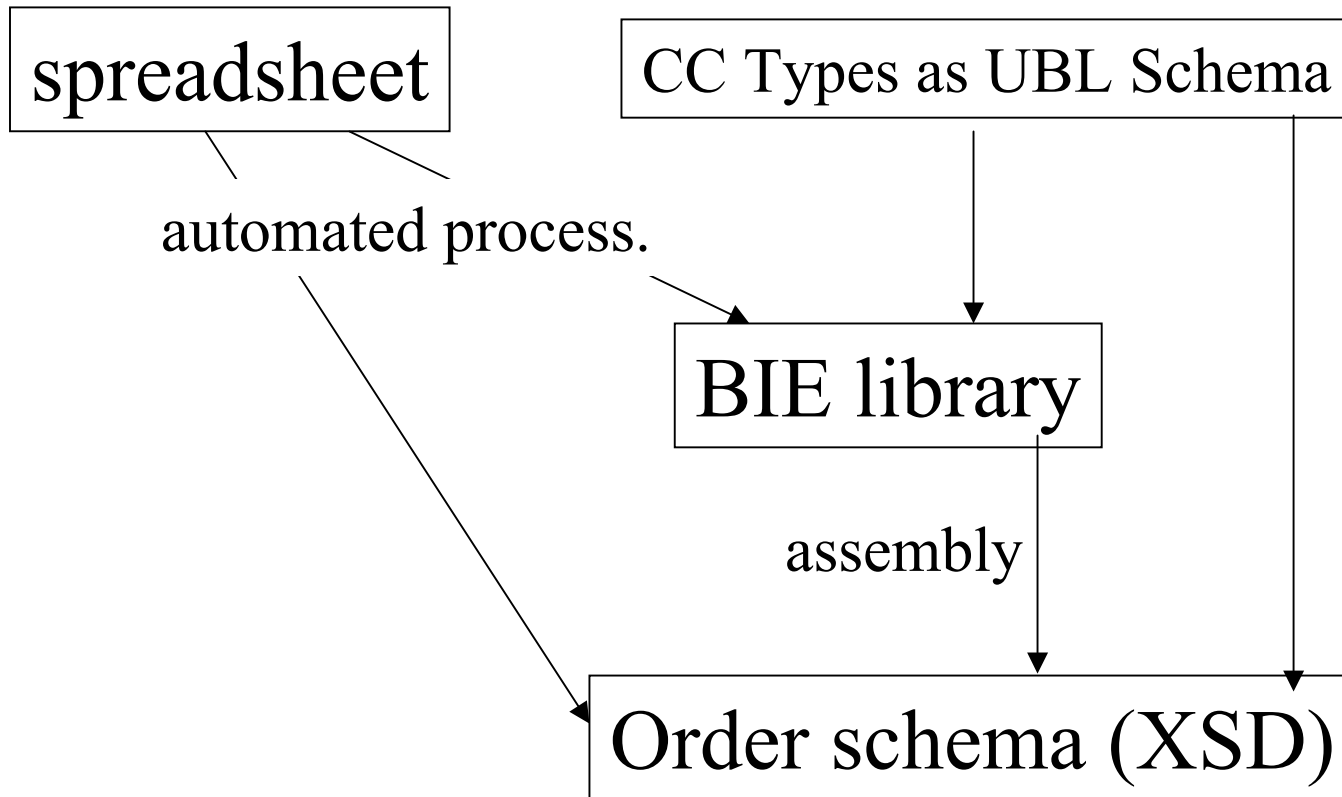 spreadsheet
CC Types as UBL Schema
automated process.
BIE library
assembly
Order schema (XSD)